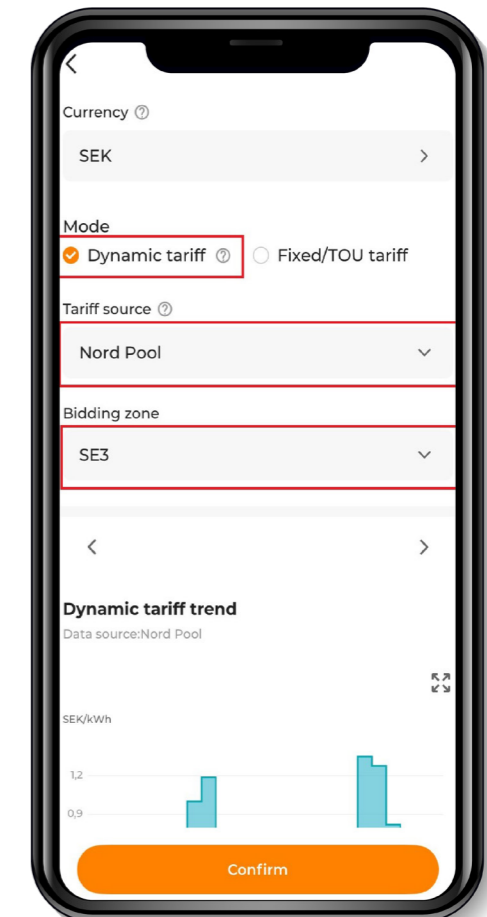 Currency ?
SEK
Mode
Dynamic tariff ? Fixed/TOU tariff
Tariff source ?
Nord Pool
Bidding zone
SE3
Dynamic tariff trend
Data source:Nord Pool
SEK/kWh
1,2
0,9
Confirm